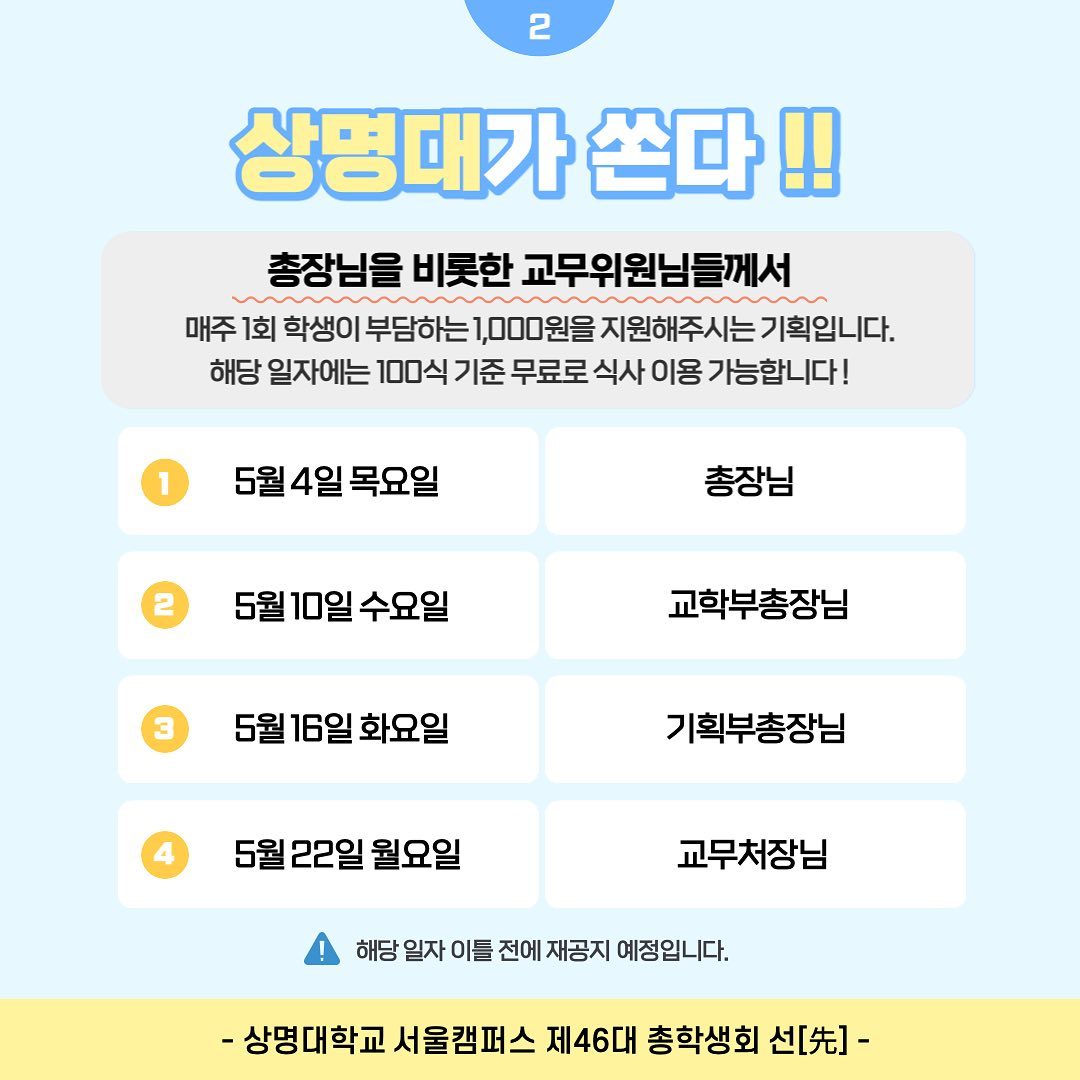 2
상명대가 쏜다 !!
총장님을 비롯한 교무위원님들께서
매주 1회 학생이 부담하는 1,000원을 지원해주시는 기획입니다.
해당 일자에는 100식 기준 무료로 식사 이용 가능합니다 !
1 5월 4일 목요일 총장님
2 5월 10일 수요일 교학부총장님
3 5월 16일 화요일 기획부총장님
4 5월 22일 월요일 교무처장님
! 해당 일자 이틀 전에 재공지 예정입니다.
- 상명대학교 서울캠퍼스 제46대 총학생회 선[先] -